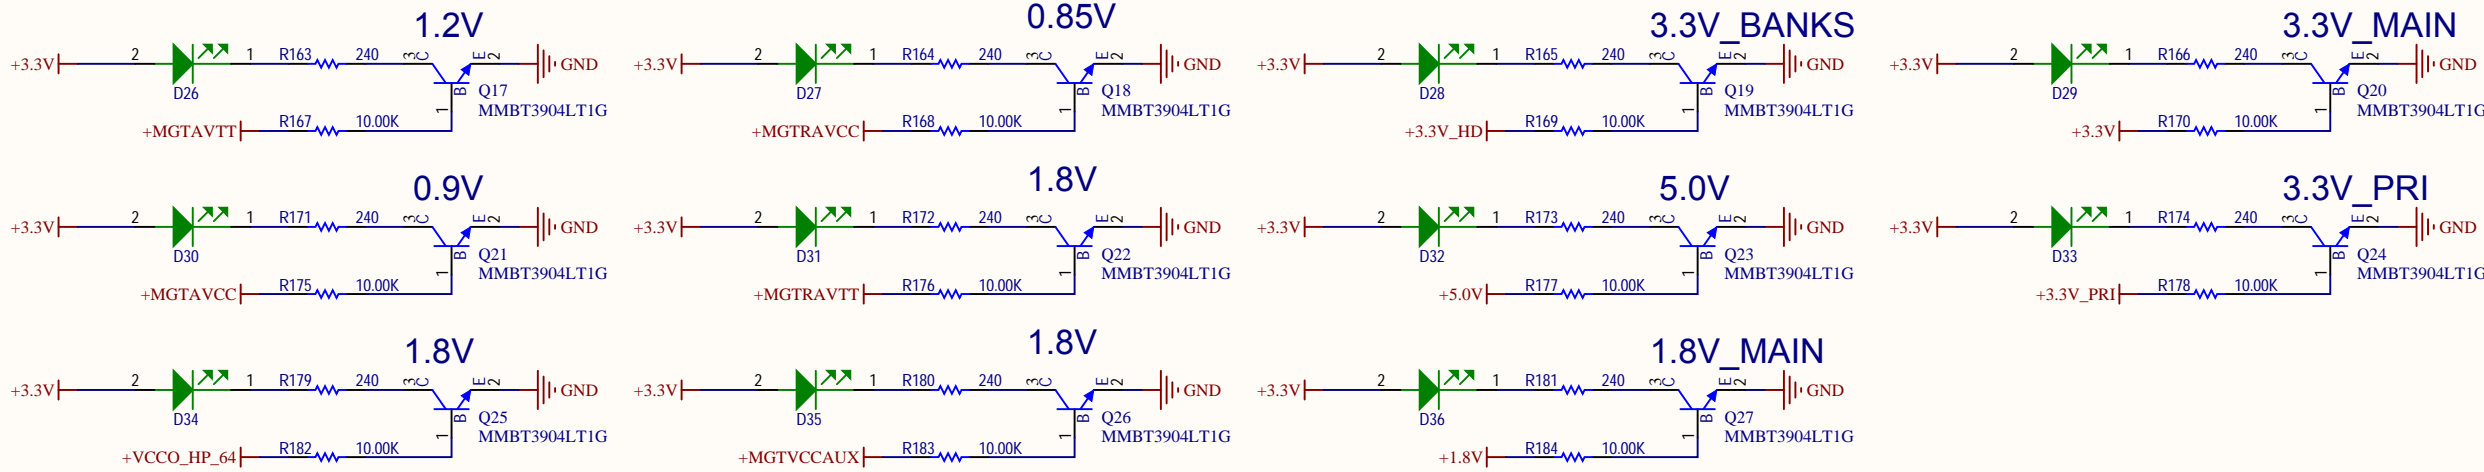 1.2V
+3.3V 2 1 R163 240 3 C E 2 GND
D26
B Q17
1 MMBT3904LT1G
+MGTAVTT R167 10.00K
0.85V
+3.3V 2 1 R164 240 3 C E 2 GND
D27
B Q18
1 MMBT3904LT1G
+MGTRAVCC R168 10.00K
3.3V_BANKS
+3.3V 2 1 R165 240 3 C E 2 GND
D28
B Q19
1 MMBT3904LT1G
+3.3V_HD R169 10.00K
3.3V_MAIN
+3.3V 2 1 R166 240 3 C E 2 GND
D29
B Q20
1 MMBT3904LT1G
+3.3V R170 10.00K
0.9V
+3.3V 2 1 R171 240 3 C E 2 GND
D30
B Q21
1 MMBT3904LT1G
+MGTAVCC R175 10.00K
1.8V
+3.3V 2 1 R172 240 3 C E 2 GND
D31
B Q22
1 MMBT3904LT1G
+MGTRAVTT R176 10.00K
5.0V
+3.3V 2 1 R173 240 3 C E 2 GND
D32
B Q23
1 MMBT3904LT1G
+5.0V R177 10.00K
3.3V_PRI
+3.3V 2 1 R174 240 3 C E 2 GND
D33
B Q24
1 MMBT3904LT1G
+3.3V_PRI R178 10.00K
1.8V
+3.3V 2 1 R179 240 3 C E 2 GND
D34
B Q25
1 MMBT3904LT1G
+VCCO_HP_64 R182 10.00K
1.8V
+3.3V 2 1 R180 240 3 C E 2 GND
D35
B Q26
1 MMBT3904LT1G
+MGTVCCAUX R183 10.00K
1.8V_MAIN
+3.3V 2 1 R181 240 3 C E 2 GND
D36
B Q27
1 MMBT3904LT1G
+1.8V R184 10.00K